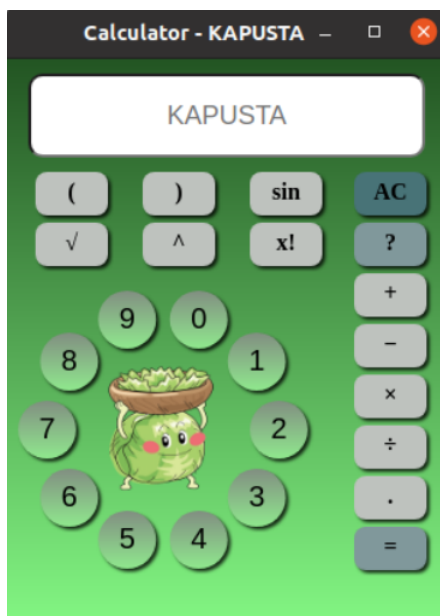 Calculator - KAPUSTA
KAPUSTA
( ) sin AC
√ ^ x! ?
+
−
×
÷
.
=
9 0
8 1
7 2
6 3
5 4